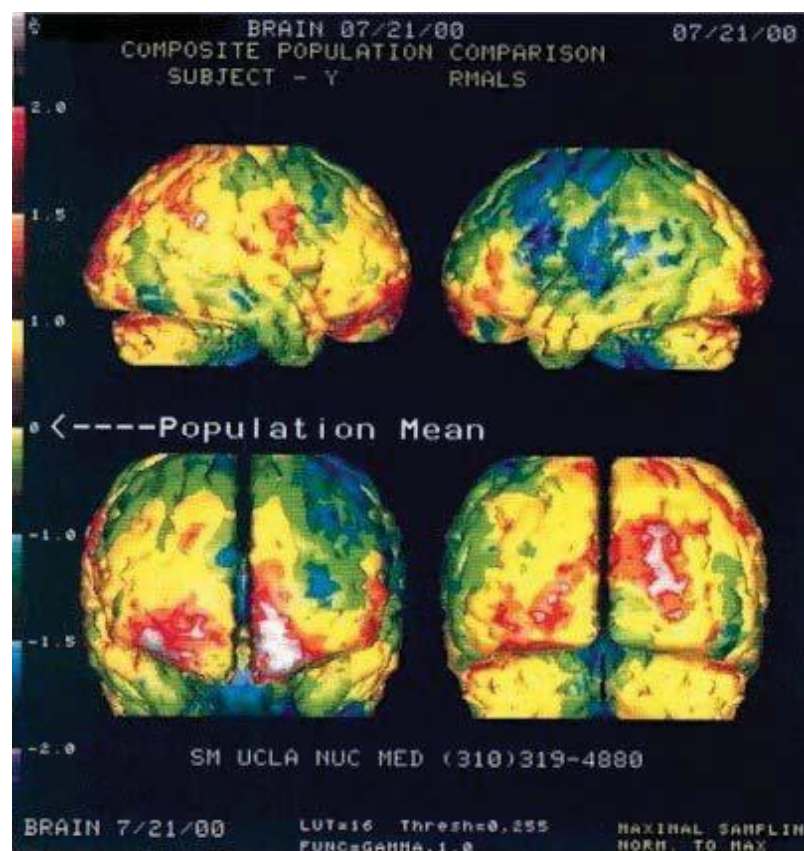 BRAIN 07/21/00 07/21/00
COMPOSITE POPULATION COMPARISON
SUBJECT - Y RMALS
2.0
1.5
1.0
0 <----Population Mean
-1.0
-1.5
-2.0
SM UCLA NUC MED (310)319-4880
BRAIN 7/21/00 LUT=16 Thresh=0,255 MAXIMAL SAMPLIN
FUNC=GAMMA,1.0 NORM. TO MAX